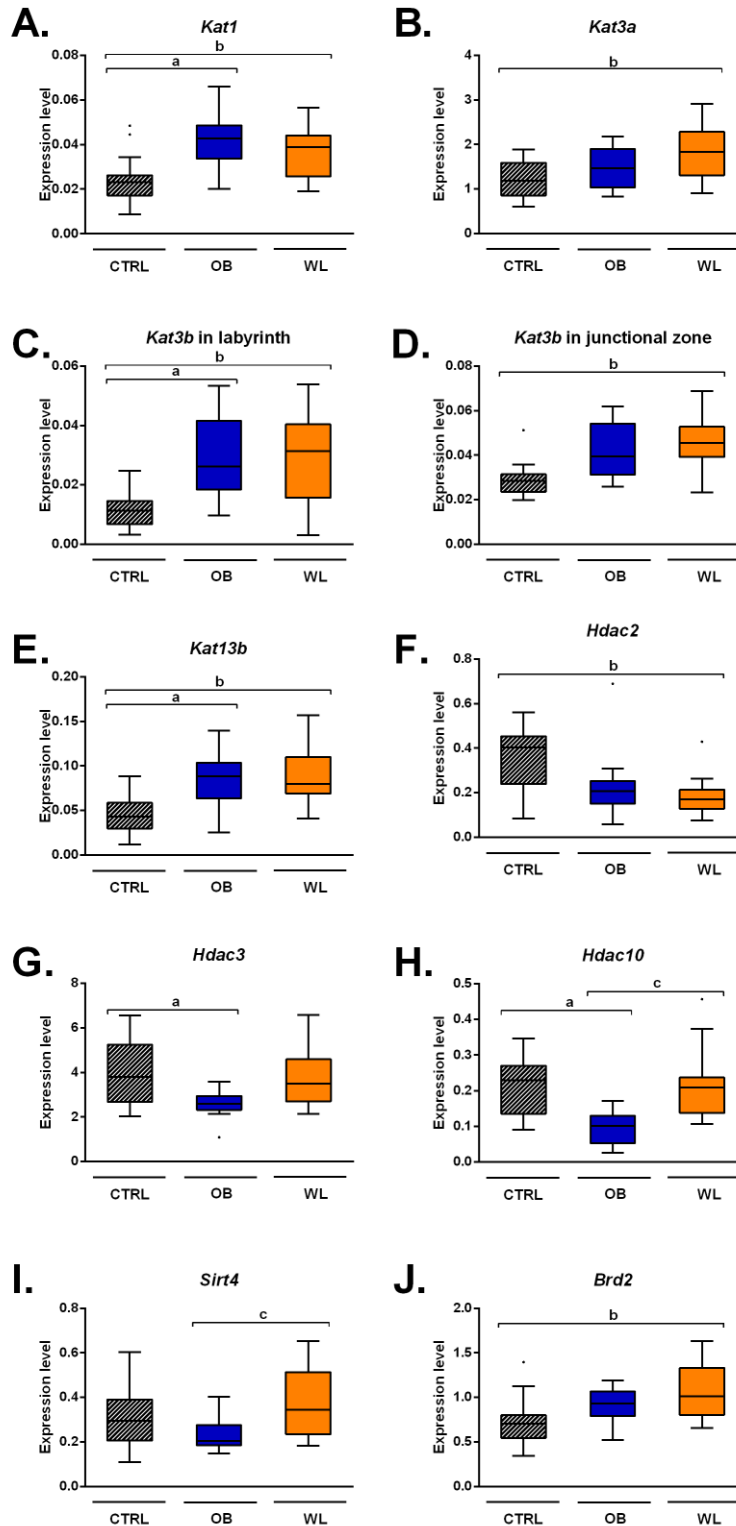 A.
Kat1
Expression level
0.08
0.06
0.04
0.02
0.00
b
a
CTRL OB WL
B.
Kat3a
Expression level
4
3
2
1
0
b
CTRL OB WL
C.
Kat3b in labyrinth
Expression level
0.06
0.04
0.02
0.00
b
a
CTRL OB WL
D.
Kat3b in junctional zone
Expression level
0.08
0.06
0.04
0.02
0.00
b
CTRL OB WL
E.
Kat13b
Expression level
0.20
0.15
0.10
0.05
0.00
b
a
CTRL OB WL
F.
Hdac2
Expression level
0.8
0.6
0.4
0.2
0.0
b
CTRL OB WL
G.
Hdac3
Expression level
8
6
4
2
0
a
CTRL OB WL
H.
Hdac10
Expression level
0.5
0.4
0.3
0.2
0.1
0.0
c
a
CTRL OB WL
I.
Sirt4
Expression level
0.8
0.6
0.4
0.2
0.0
c
CTRL OB WL
J.
Brd2
Expression level
2.0
1.5
1.0
0.5
0.0
b
CTRL OB WL